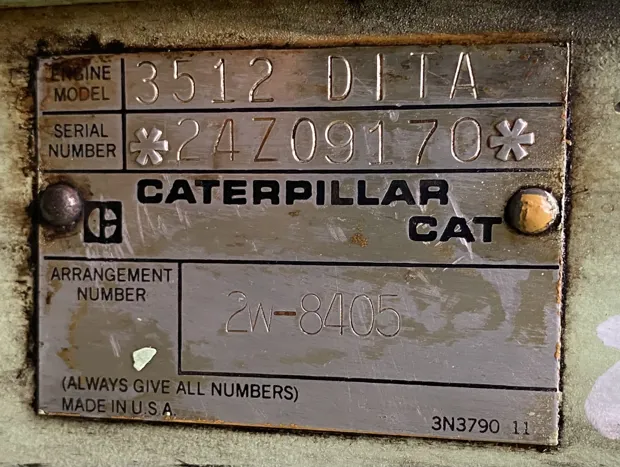 ENGINE MODEL 3512 DITA
SERIAL NUMBER *24Z09170*
CATERPILLAR
C CAT
ARRANGEMENT NUMBER 2W-8405
(ALWAYS GIVE ALL NUMBERS)
MADE IN U.S.A. 3N3790 11